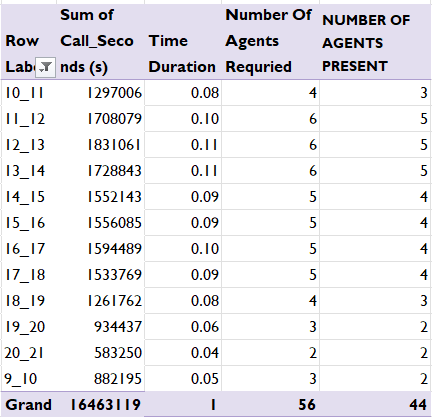 Row Labe Sum of Call_Seconds (s) Time Duration Number Of Agents Requried NUMBER OF AGENTS PRESENT
10_11 1297006 0.08 4 3
11_12 1708079 0.10 6 5
12_13 1831061 0.11 6 5
13_14 1728843 0.11 6 5
14_15 1552143 0.09 5 4
15_16 1556085 0.09 5 4
16_17 1594489 0.10 5 4
17_18 1533769 0.09 5 4
18_19 1261762 0.08 4 3
19_20 934437 0.06 3 2
20_21 583250 0.04 2 2
9_10 882195 0.05 3 2
Grand 16463119 1 56 44